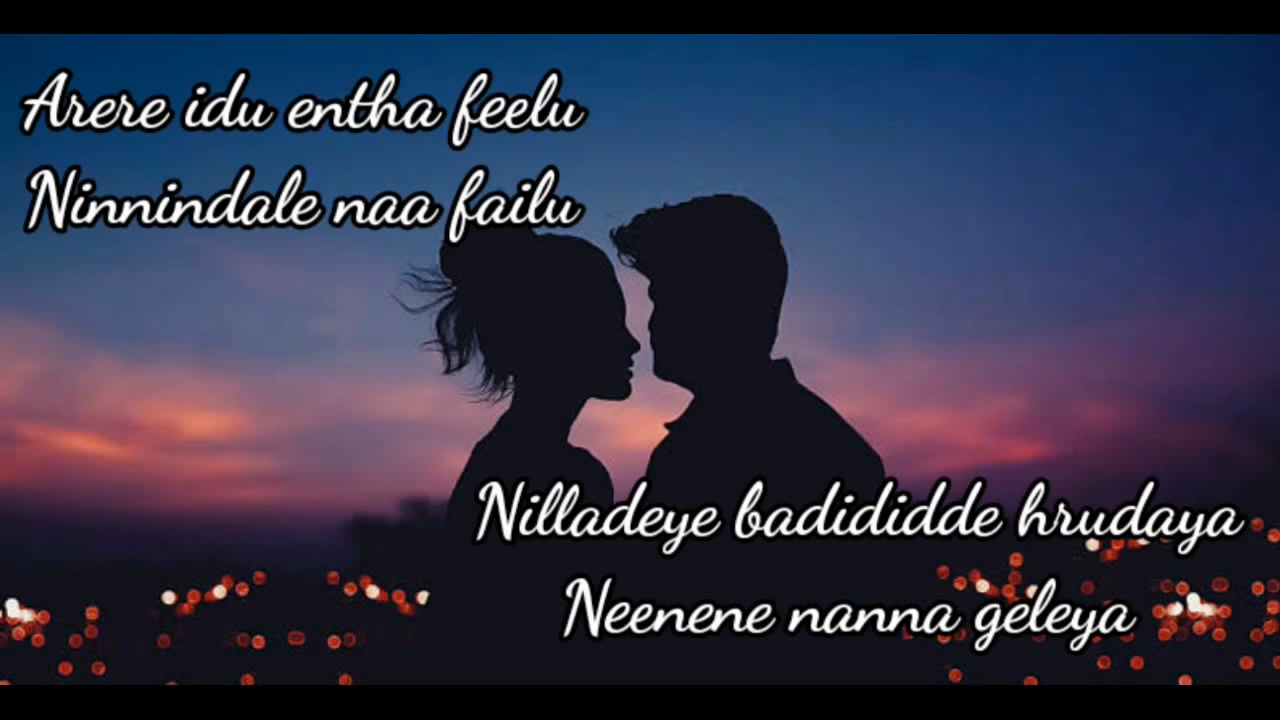 Arere idu entha feelu
Ninnindale naa failu
Nilladeye badididde hrudaya
Neenene nanna geleya